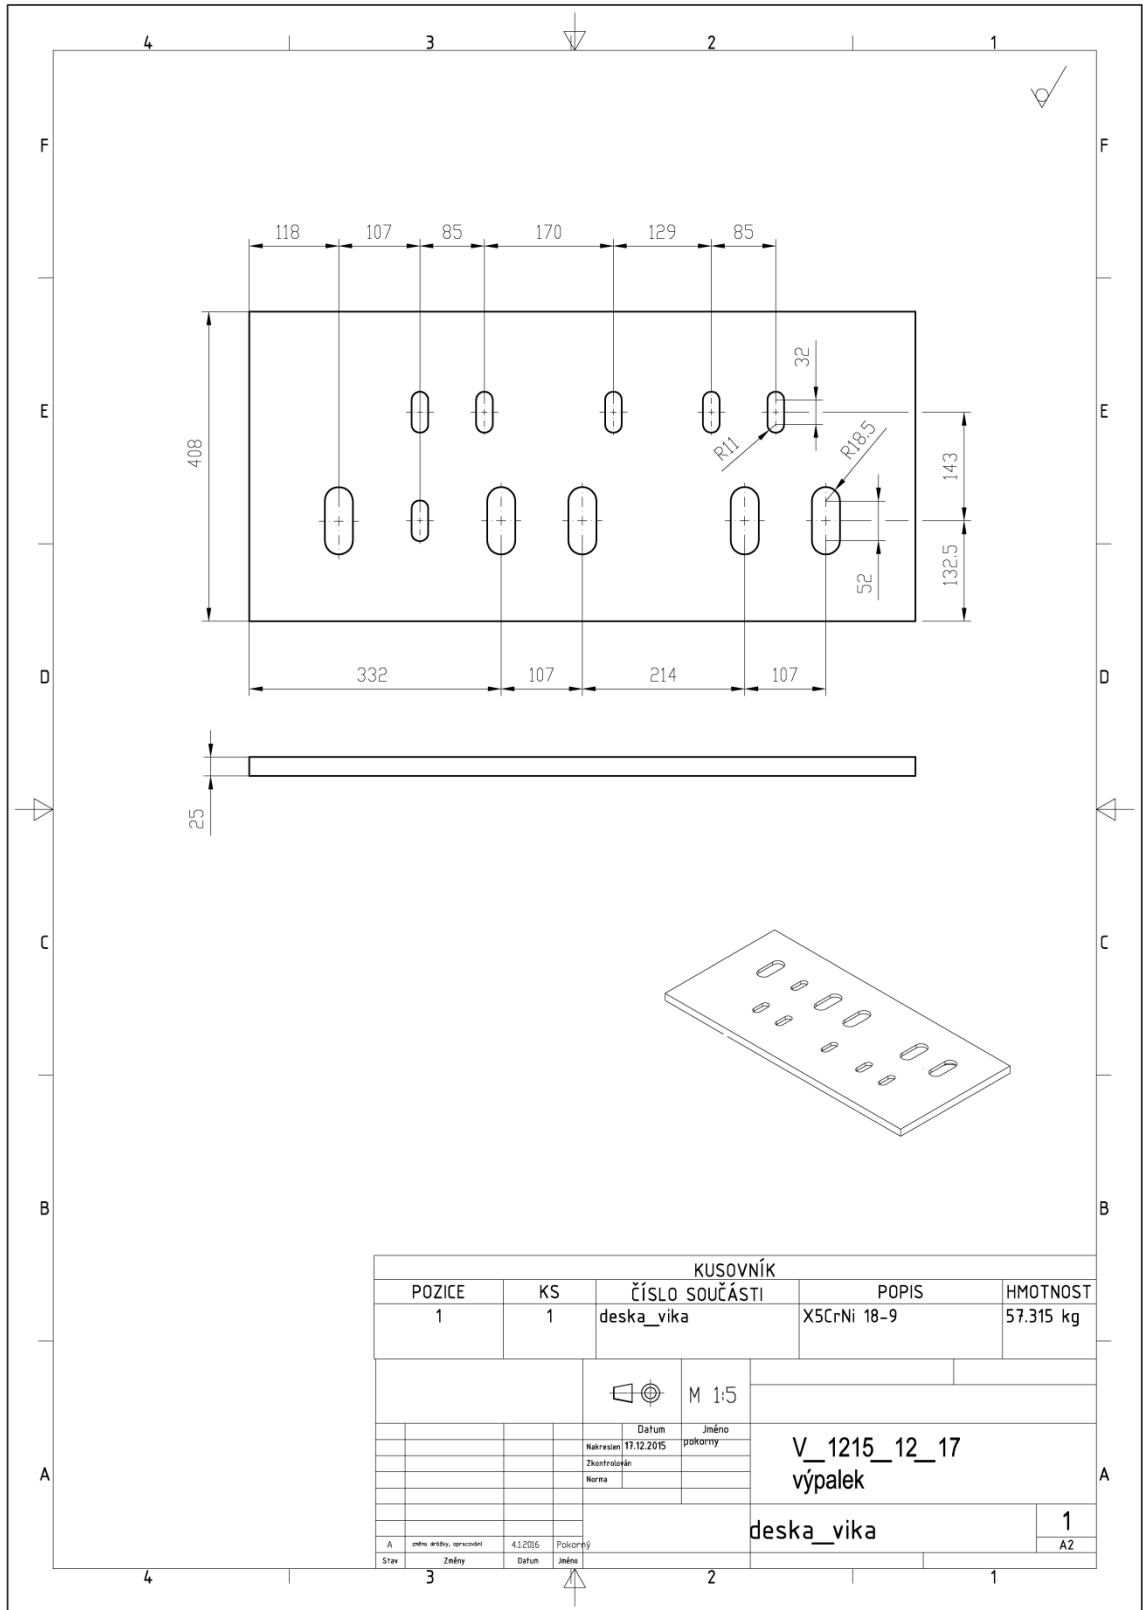 4 3 2 1
F F
118 107 85 170 129 85
32
E E
R11 R18.5
408 143
52 132.5
D D
332 107 214 107
25
C C
B B
KUSOVNÍK
POZICE KS ČÍSLO SOUČÁSTI POPIS HMOTNOST
1 1 deska_vika X5CrNi 18-9 57.315 kg
M 1:5
Datum Jméno
Nakreslen 17.12.2015 pokorny
Zkontrolován
Norma
V_1215_12_17
výpalek
A A
deska_vika 1
A2
A změna drážky, opracování 4.1.2016 Pokorný
Stav Změny Datum Jméno
4 3 2 1